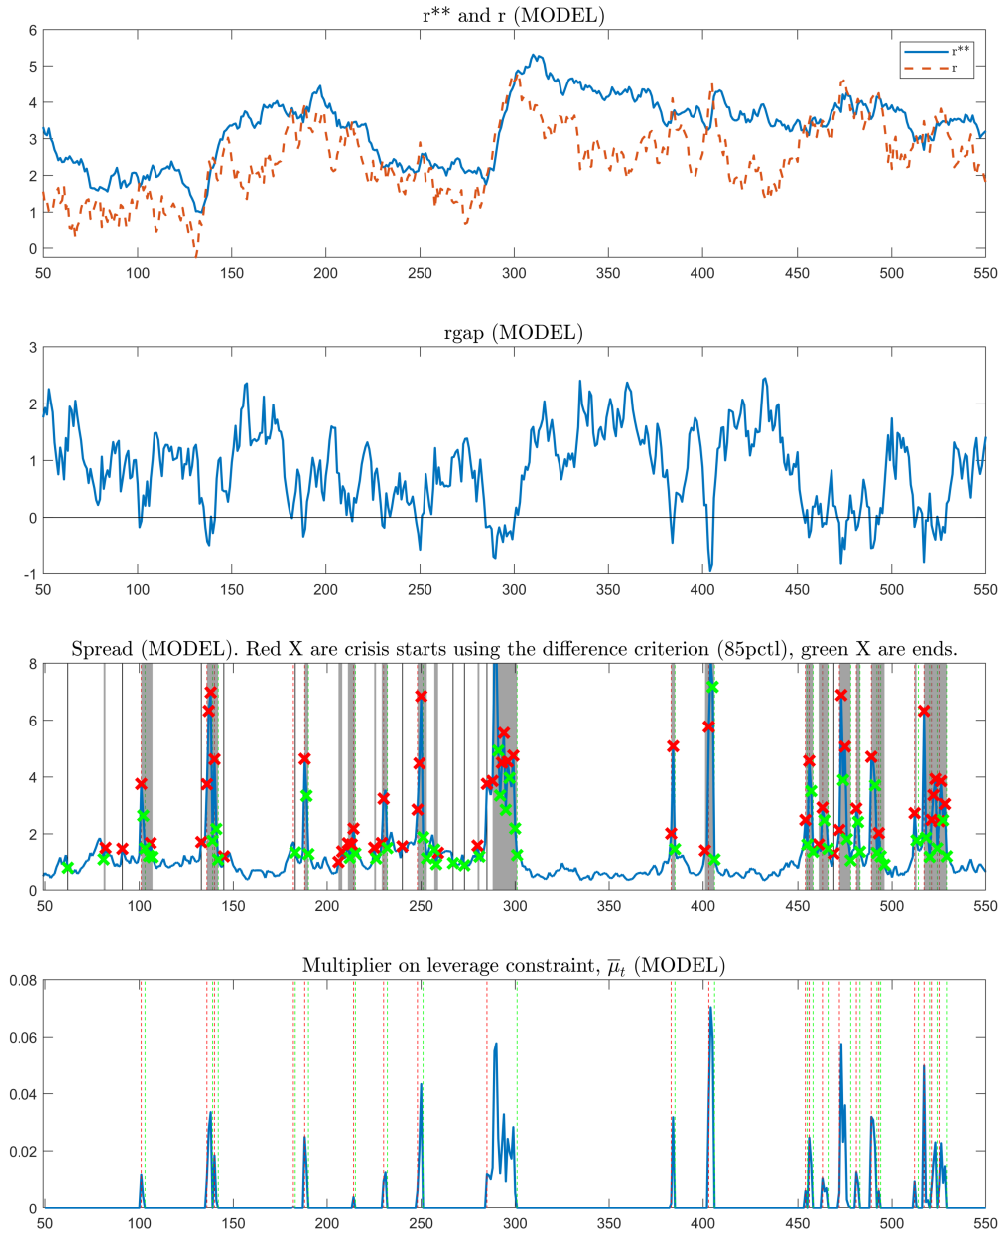 r** and r (MODEL)
6
5
4
3
2
1
0
r**
r
50 100 150 200 250 300 350 400 450 500 550
rgap (MODEL)
3
2
1
0
-1
50 100 150 200 250 300 350 400 450 500 550
Spread (MODEL). Red X are crisis starts using the difference criterion (85pctl), green X are ends.
8
6
4
2
0
50 100 150 200 250 300 350 400 450 500 550
Multiplier on leverage constraint, μ̅ₜ (MODEL)
0.08
0.06
0.04
0.02
0
50 100 150 200 250 300 350 400 450 500 550